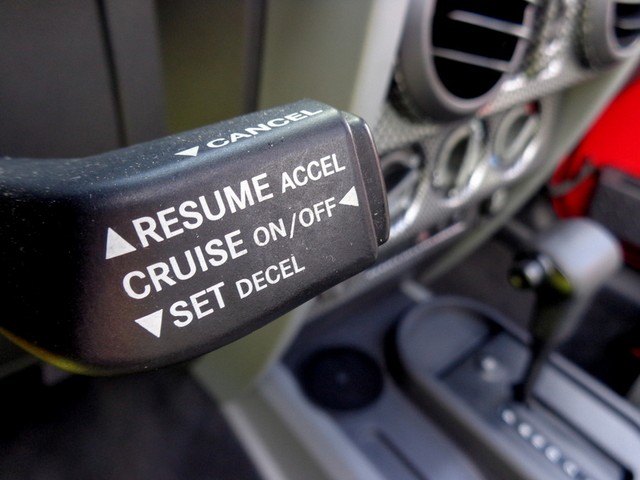 CANCEL
RESUME ACCEL
CRUISE ON/OFF
SET DECEL